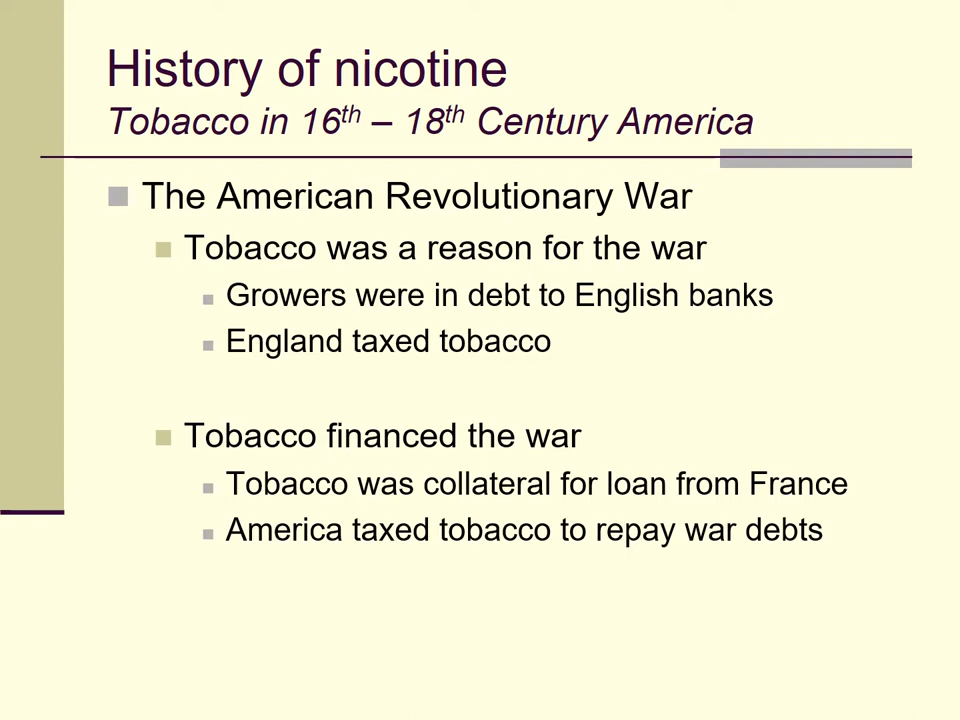 History of nicotine
Tobacco in 16th – 18th Century America
The American Revolutionary War
Tobacco was a reason for the war
Growers were in debt to English banks
England taxed tobacco
Tobacco financed the war
Tobacco was collateral for loan from France
America taxed tobacco to repay war debts